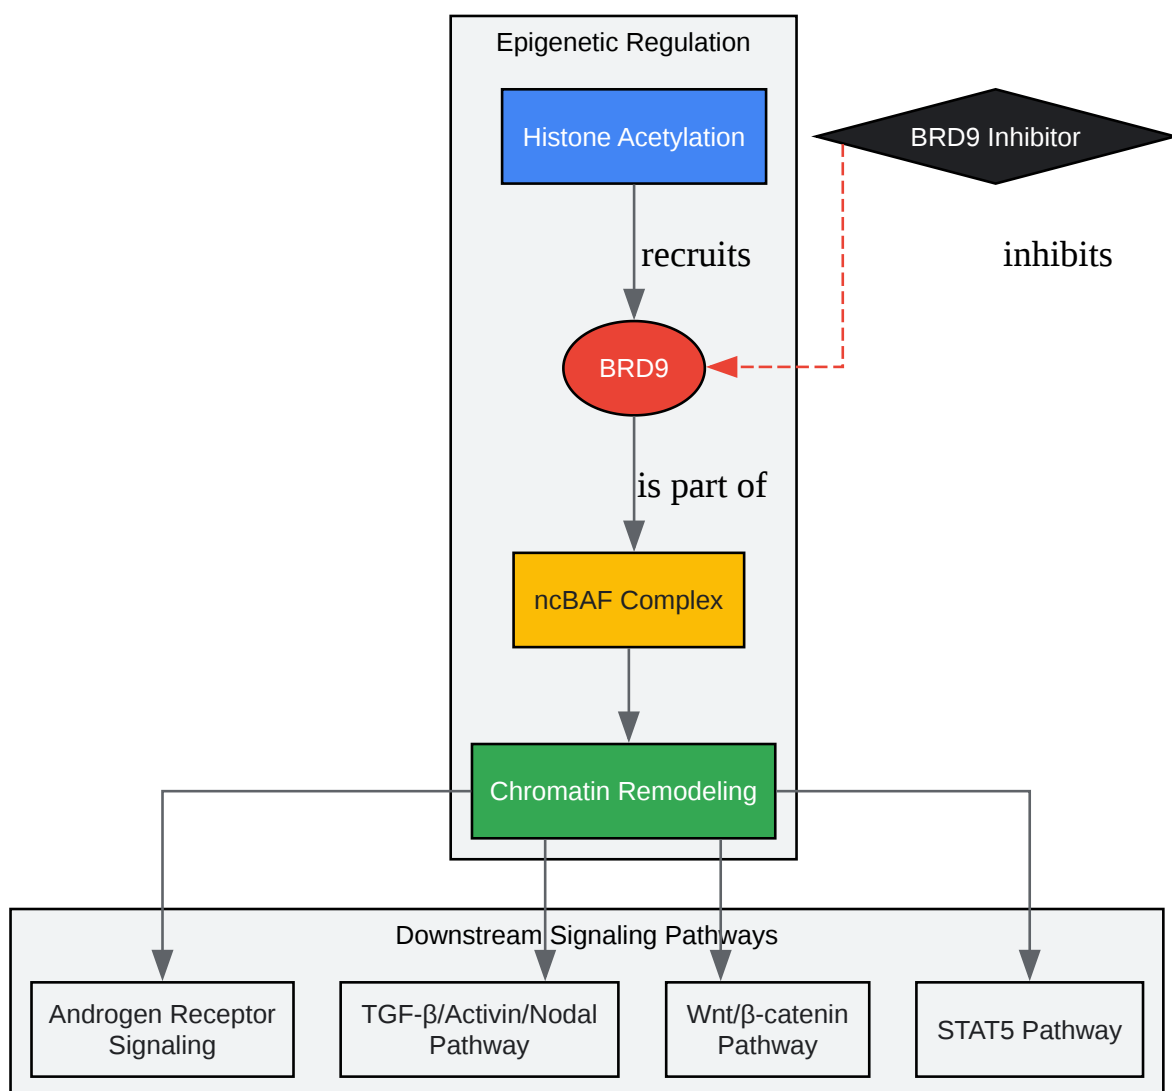 Epigenetic Regulation
Histone Acetylation
BRD9 Inhibitor
recruits
inhibits
BRD9
is part of
ncBAF Complex
Chromatin Remodeling
Downstream Signaling Pathways
Androgen Receptor
Signaling
TGF-β/Activin/Nodal
Pathway
Wnt/β-catenin
Pathway
STAT5 Pathway